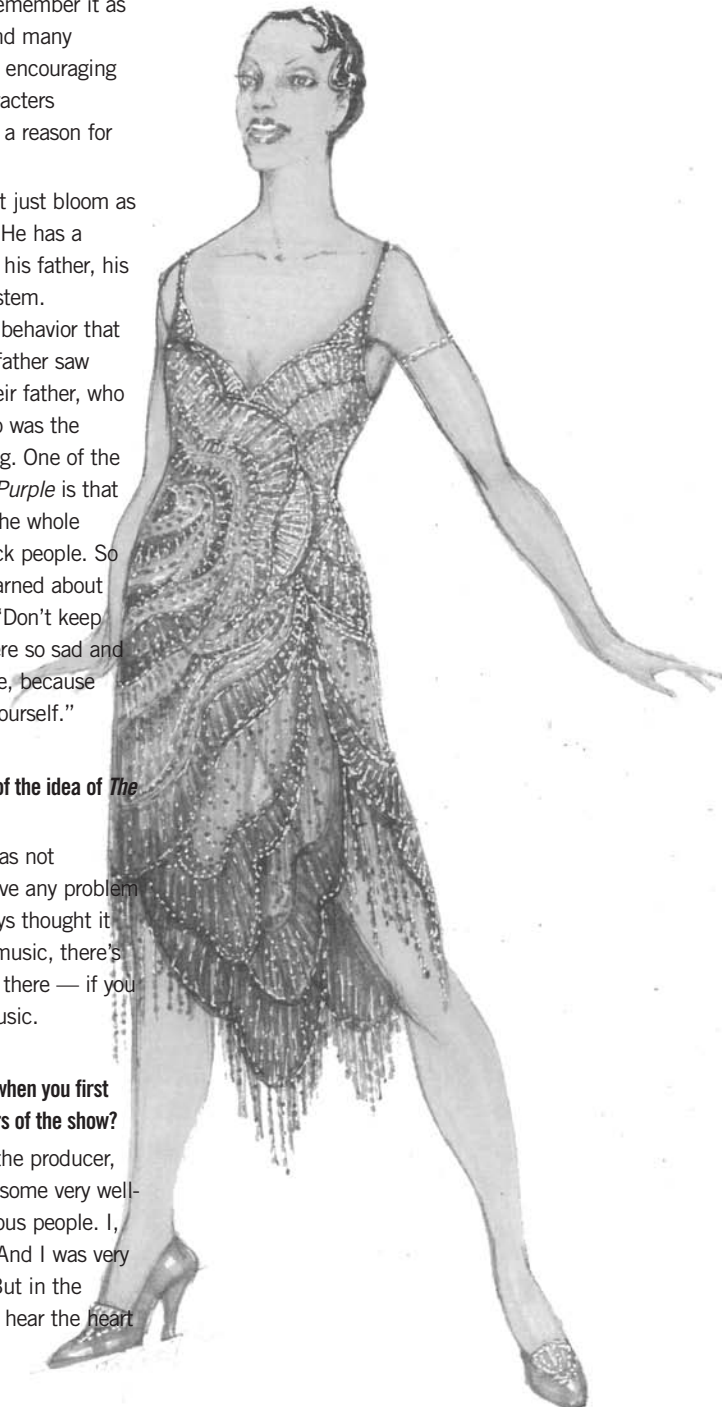 emember it as
nd many
encouraging
acters
a reason for
t just bloom as
He has a
his father, his
stem.
behavior that
father saw
eir father, who
o was the
g. One of the
Purple is that
he whole
ck people. So
arned about
"Don't keep
ere so sad and
e, because
ourself."
of the idea of The
as not
ve any problem
ys thought it
music, there's
there — if you
usic.
when you first
rs of the show?
the producer,
some very well-
ous people. I,
And I was very
But in the
hear the heart